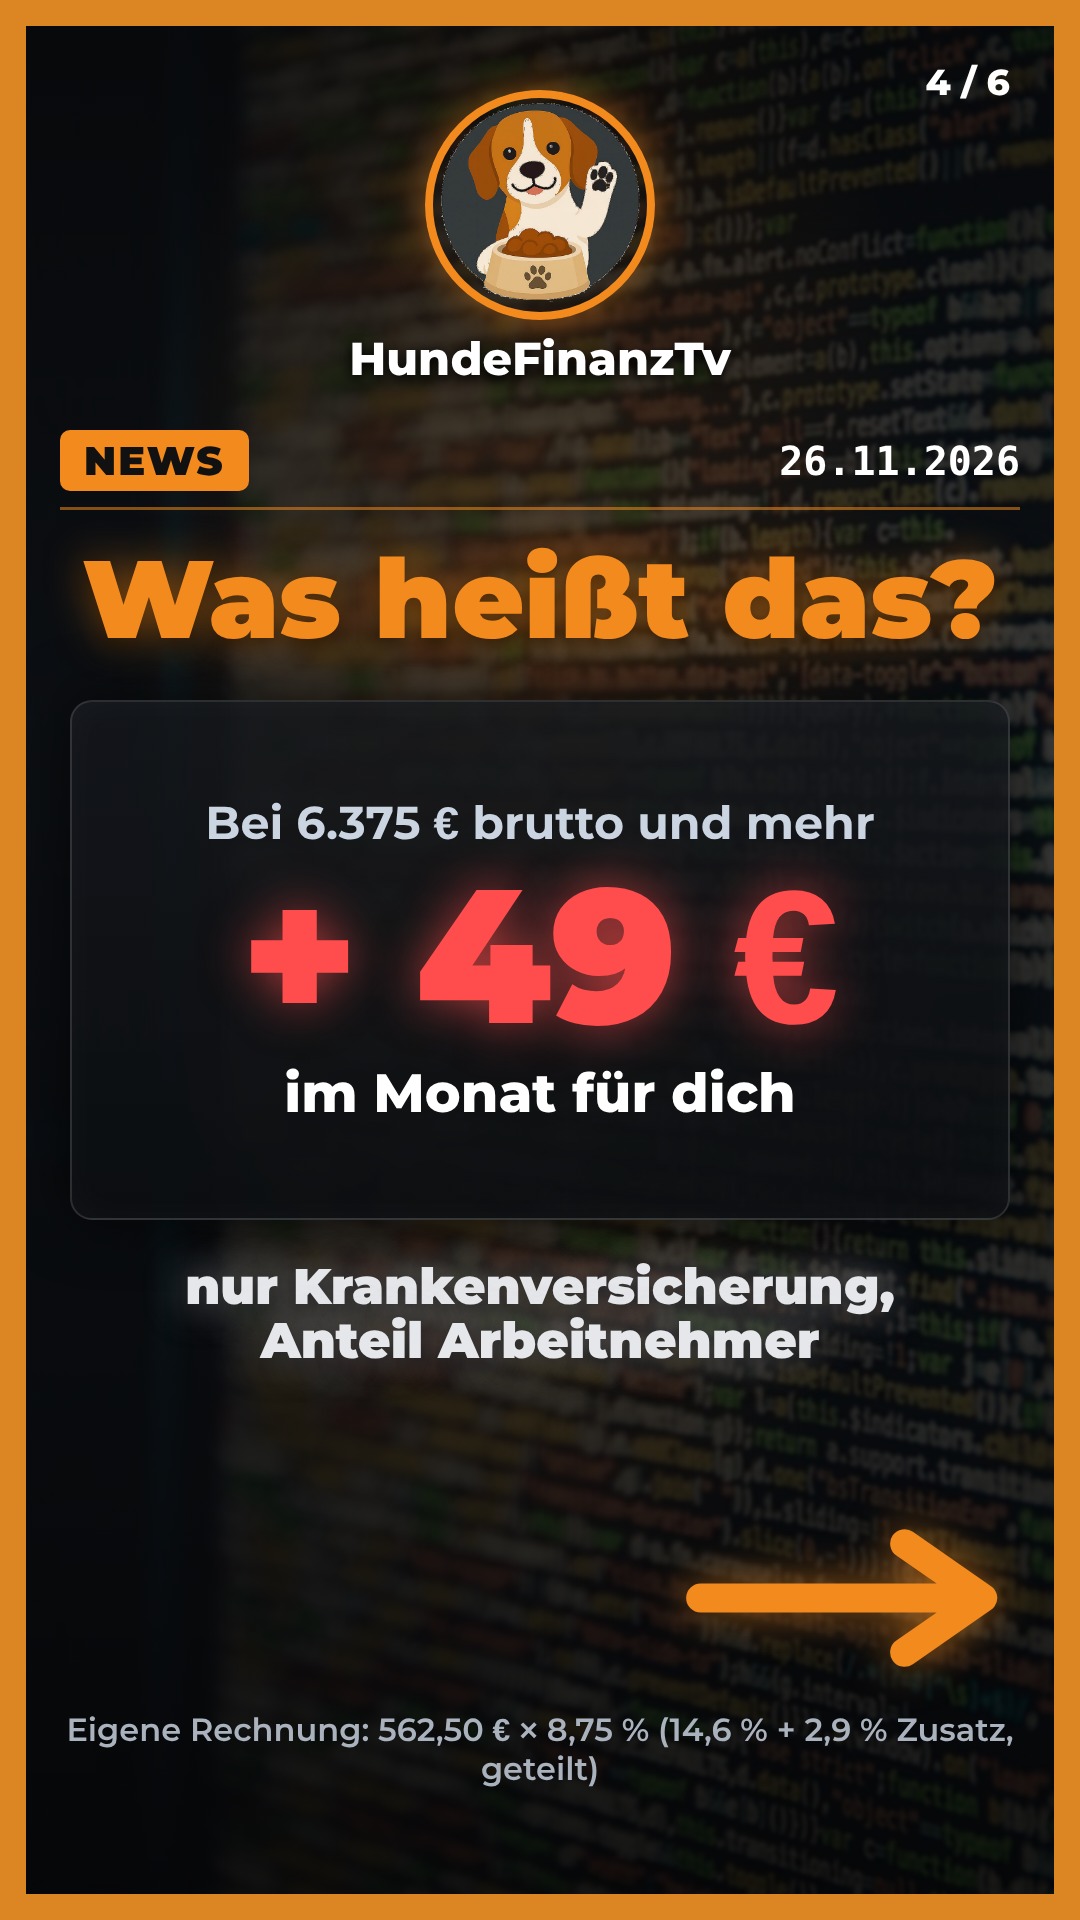 4 / 6
HundeFinanzTv
NEWS
26.11.2026
Was heißt das?
Bei 6.375 € brutto und mehr
+ 49 €
im Monat für dich
nur Krankenversicherung,
Anteil Arbeitnehmer
Eigene Rechnung: 562,50 € × 8,75 % (14,6 % + 2,9 % Zusatz,
geteilt)